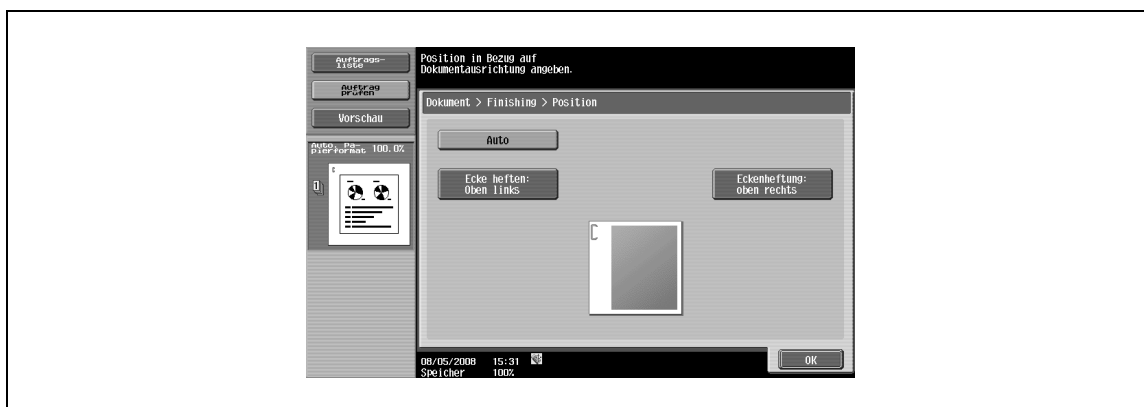 Auftrags-
liste
Auftrag
prüfen
Vorschau
Auto. Pa-
pierformat 100.0%
1
Position in Bezug auf
Dokumentausrichtung angeben.
Dokument > Finishing > Position
Auto
Ecke heften:
Oben links
Eckenheftung:
oben rechts
08/05/2008 15:31
Speicher 100%
OK